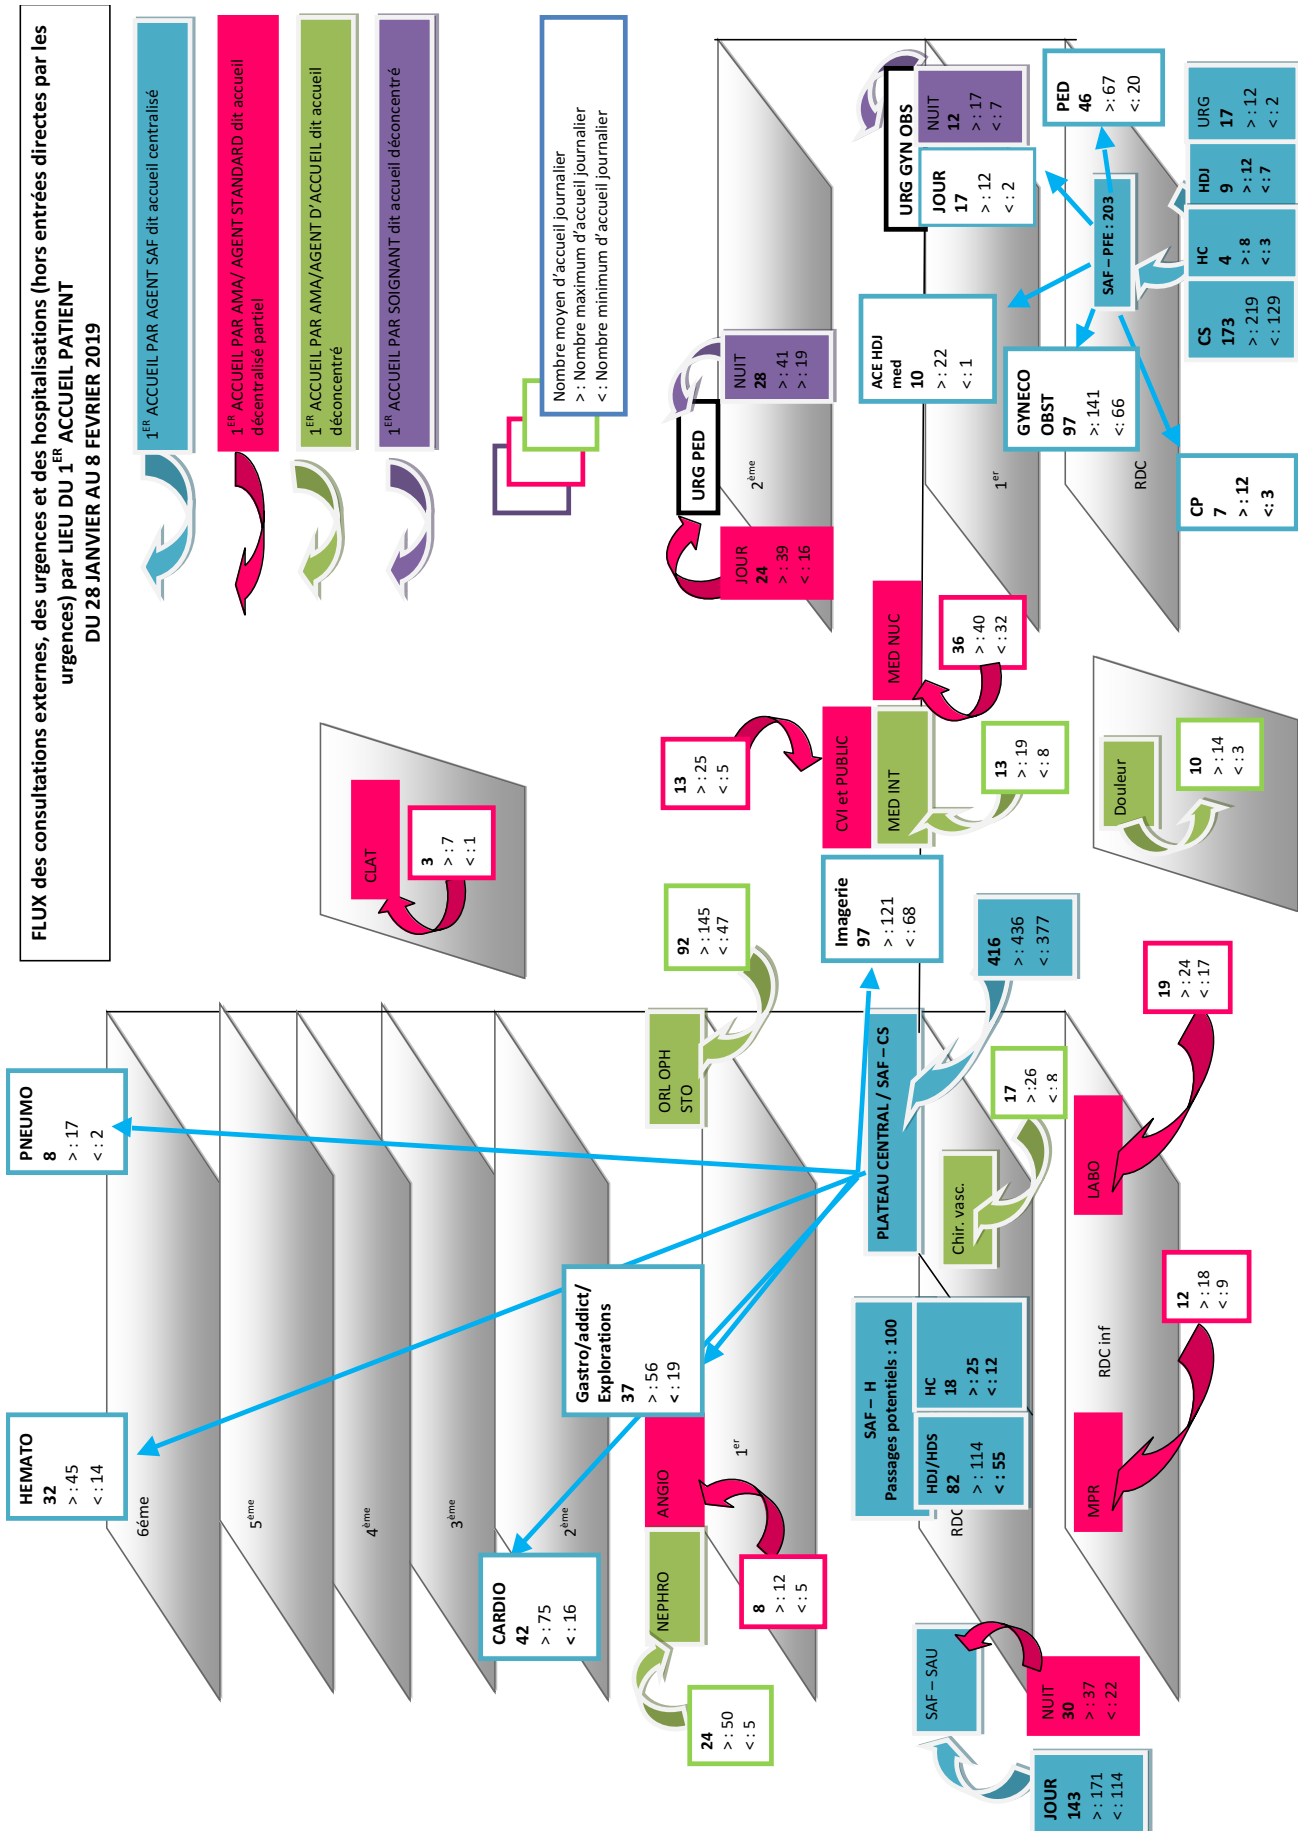 FLUX des consultations externes, des urgences et des hospitalisations (hors entrées directes par les
urgences) par LIEU DU 1ER ACCUEIL PATIENT
DU 28 JANVIER AU 8 FEVRIER 2019
1ER ACCUEIL PAR AGENT SAF dit accueil centralisé
1ER ACCUEIL PAR AMA/ AGENT STANDARD dit accueil
décentralisé partiel
1ER ACCUEIL PAR AMA/AGENT D'ACCUEIL dit accueil
déconcentré
1ER ACCUEIL PAR SOIGNANT dit accueil déconcentré
Nombre moyen d'accueil journalier
> : Nombre maximum d'accueil journalier
< : Nombre minimum d'accueil journalier
HEMATO
32
> : 45
< : 14
PNEUMO
8
> : 17
< : 2
6éme
5ème
4ème
3ème
2ème
CLAT
3
> : 7
< : 1
CARDIO
42
> : 75
< : 16
Gastro/addict/
Explorations
37
> : 56
< : 19
NEPHRO
ANGIO
ORL OPH
STO
92
> : 145
< : 47
24
> : 50
< : 5
8
> : 12
< : 5
1er
13
> : 25
< : 5
URG PED
JOUR
24
> : 39
< : 16
NUIT
28
> : 41
> : 19
2ème
SAF – H
Passages potentiels : 100
HDJ/HDS
82
> : 114
< : 55
HC
18
> : 25
< : 12
RDC
PLATEAU CENTRAL / SAF – CS
Imagerie
97
> : 121
< : 68
CVI et PUBLIC
MED INT
MED NUC
36
> : 40
< : 32
13
> : 19
< : 8
416
> : 436
< : 377
Chir. vasc.
17
> :26
< : 8
ACE HDJ
med
10
> : 22
< : 1
URG GYN OBS
JOUR
17
> : 12
< : 2
NUIT
12
> : 17
< : 7
1er
GYNECO
OBST
97
> : 141
< : 66
PED
46
> : 67
< : 20
SAF – PFE : 203
RDC
SAF – SAU
JOUR
143
> : 171
< : 114
NUIT
30
> : 37
< : 22
RDC inf
MPR
12
> : 18
< : 9
LABO
19
> : 24
< : 17
Douleur
10
> : 14
< : 3
CP
7
> : 12
< : 3
CS
173
> : 219
< : 129
HC
4
> : 8
< : 3
HDJ
9
> : 12
< : 7
URG
17
> : 12
< : 2